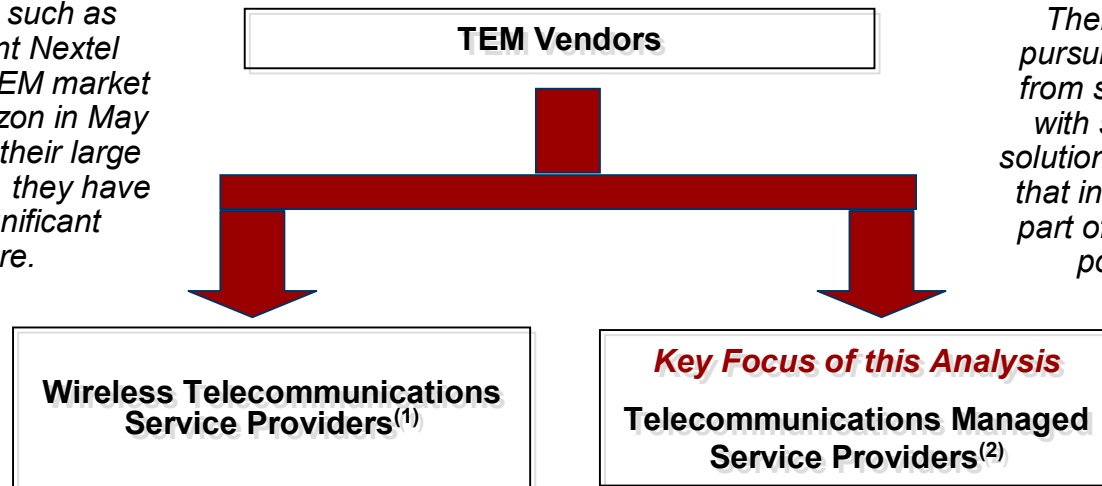 such as
nt Nextel
EM market
zon in May
their large
they have
nificant
re.
TEM Vendors
pursui
from s
with s
solution
that in
part of
po
Wireless Telecommunications
Service Providers(1)
Key Focus of this Analysis
Telecommunications Managed
Service Providers(2)